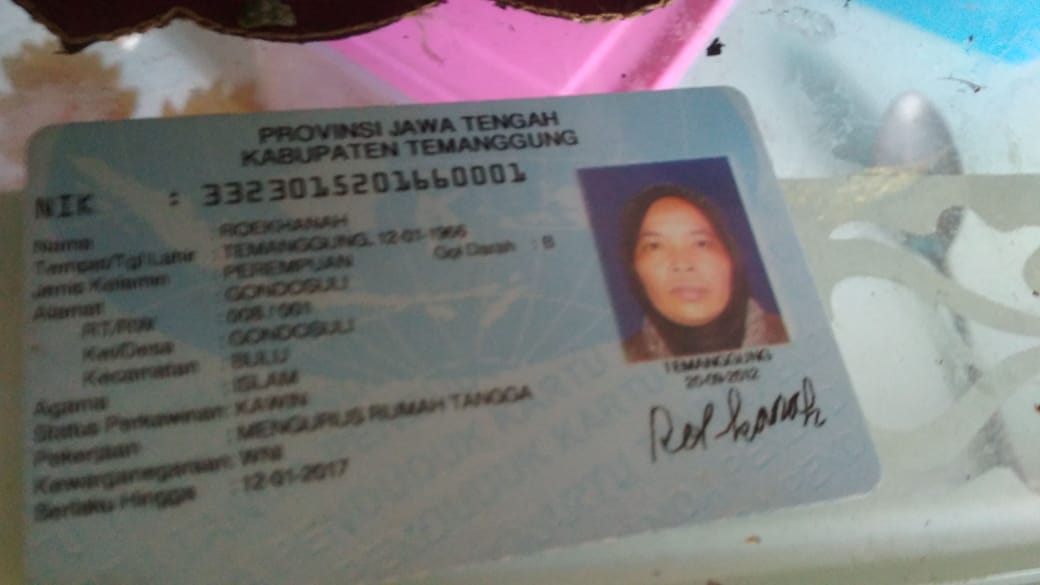 PROVINSI JAWA TENGAH
KABUPATEN TEMANGGUNG
NIK : 3323015201660001
Nama : ROEKHANAH
Tempat/Tgl Lahir : TEMANGGUNG, 12-01-1966
Jenis Kelamin : PEREMPUAN Gol Darah : B
Alamat : GONDOSULI
RT/RW : 008 / 001
Kel/Desa : GONDOSULI
Kecamatan : BULU
Agama : ISLAM
Status Perkawinan : KAWIN
Pekerjaan : MENGURUS RUMAH TANGGA
Kewarganegaraan : WNI
Berlaku Hingga : 12-01-2017
TEMANGGUNG
20-09-2012